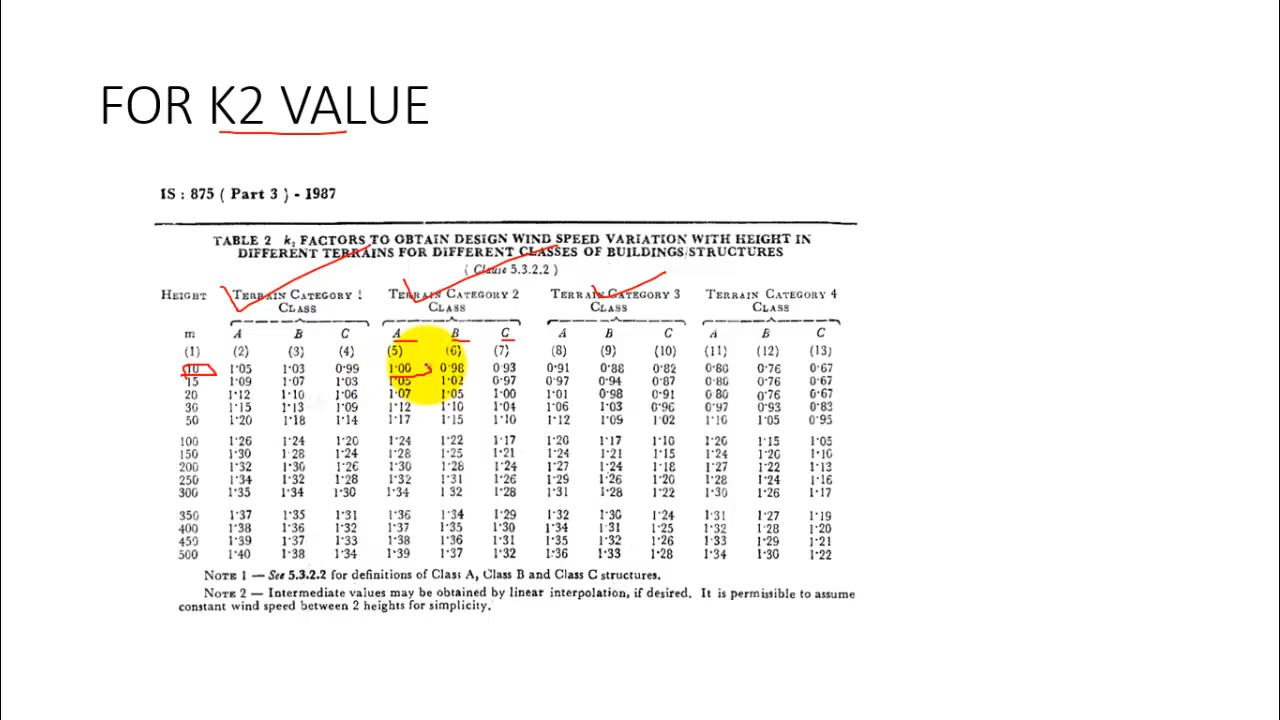 FOR K2 VALUE
IS : 875 ( Part 3 ) - 1987
TABLE 2 k₂ FACTORS TO OBTAIN DESIGN WIND SPEED VARIATION WITH HEIGHT IN
DIFFERENT TERRAINS FOR DIFFERENT CLASSES OF BUILDINGS/STRUCTURES
( Clause 5.3.2.2 )
HEIGHT TERRAIN CATEGORY 1 TERRAIN CATEGORY 2 TERRAIN CATEGORY 3 TERRAIN CATEGORY 4
CLASS CLASS CLASS CLASS
m A B C A B C A B C A B C
(1) (2) (3) (4) (5) (6) (7) (8) (9) (10) (11) (12) (13)
10 1·05 1·03 0·99 1·00 0·98 0·93 0·91 0·88 0·82 0·80 0·76 0·67
15 1·09 1·07 1·03 1·05 1·02 0·97 0·97 0·94 0·87 0·80 0·76 0·67
20 1·12 1·10 1·06 1·07 1·05 1·00 1·01 0·98 0·91 0·80 0·76 0·67
30 1·15 1·13 1·09 1·12 1·10 1·04 1·06 1·03 0·96 0·97 0·93 0·83
50 1·20 1·18 1·14 1·17 1·15 1·10 1·12 1·09 1·02 1·10 1·05 0·95
100 1·26 1·24 1·20 1·24 1·22 1·17 1·20 1·17 1·10 1·20 1·15 1·05
150 1·30 1·28 1·24 1·28 1·25 1·21 1·24 1·21 1·15 1·24 1·20 1·10
200 1·32 1·30 1·26 1·30 1·28 1·24 1·27 1·24 1·18 1·27 1·22 1·13
250 1·34 1·32 1·28 1·32 1·31 1·26 1·29 1·26 1·20 1·28 1·24 1·16
300 1·35 1·34 1·30 1·34 1 32 1·28 1·31 1·28 1·22 1·30 1·26 1·17
350 1·37 1·35 1·31 1·36 1·34 1·29 1·32 1·30 1·24 1·31 1·27 1·19
400 1·38 1·36 1·32 1·37 1·35 1·30 1·34 1·31 1·25 1·32 1·28 1·20
450 1·39 1·37 1·33 1·38 1·36 1·31 1·35 1·32 1·26 1·33 1·29 1·21
500 1·40 1·38 1·34 1·39 1·37 1·32 1·36 1·33 1·28 1·34 1·30 1·22
NOTE 1 — See 5.3.2.2 for definitions of Class A, Class B and Class C structures.
NOTE 2 — Intermediate values may be obtained by linear interpolation, if desired. It is permissible to assume
constant wind speed between 2 heights for simplicity.